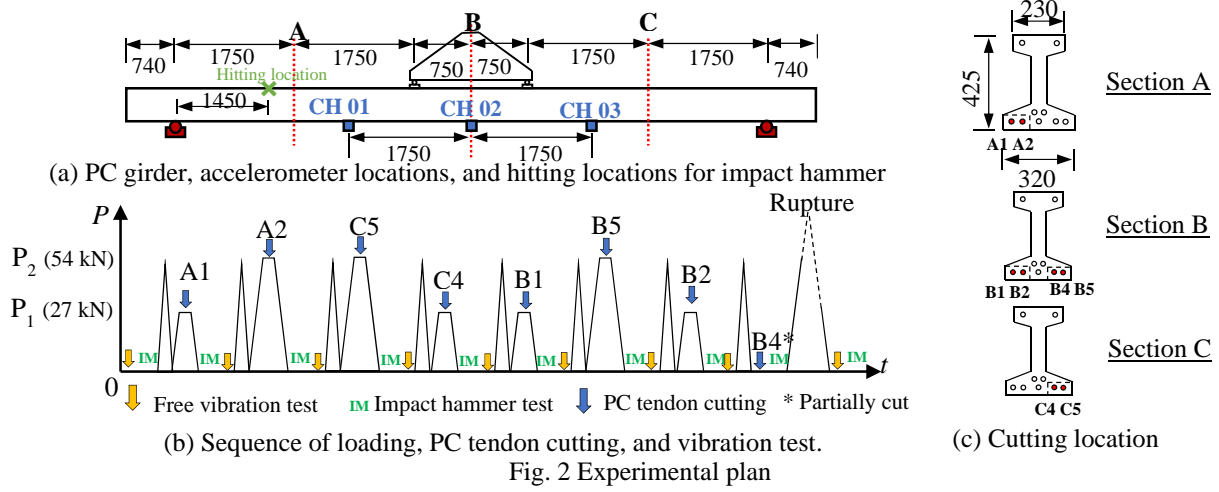 A B C
740 1750 1750 750 750 1750 1750 740
Hitting location
1450
CH 01 CH 02 CH 03
1750 1750
(a) PC girder, accelerometer locations, and hitting locations for impact hammer
P
P2 (54 kN)
P1 (27 kN)
0
A1 A2 C5 C4 B1 B5 B2 B4* Rupture
IM IM IM IM IM IM IM IM IM
t
Free vibration test IM Impact hammer test PC tendon cutting * Partially cut
(b) Sequence of loading, PC tendon cutting, and vibration test.
230
425
Section A
A1 A2
320
Section B
B1 B2 B4 B5
Section C
C4 C5
(c) Cutting location
Fig. 2 Experimental plan